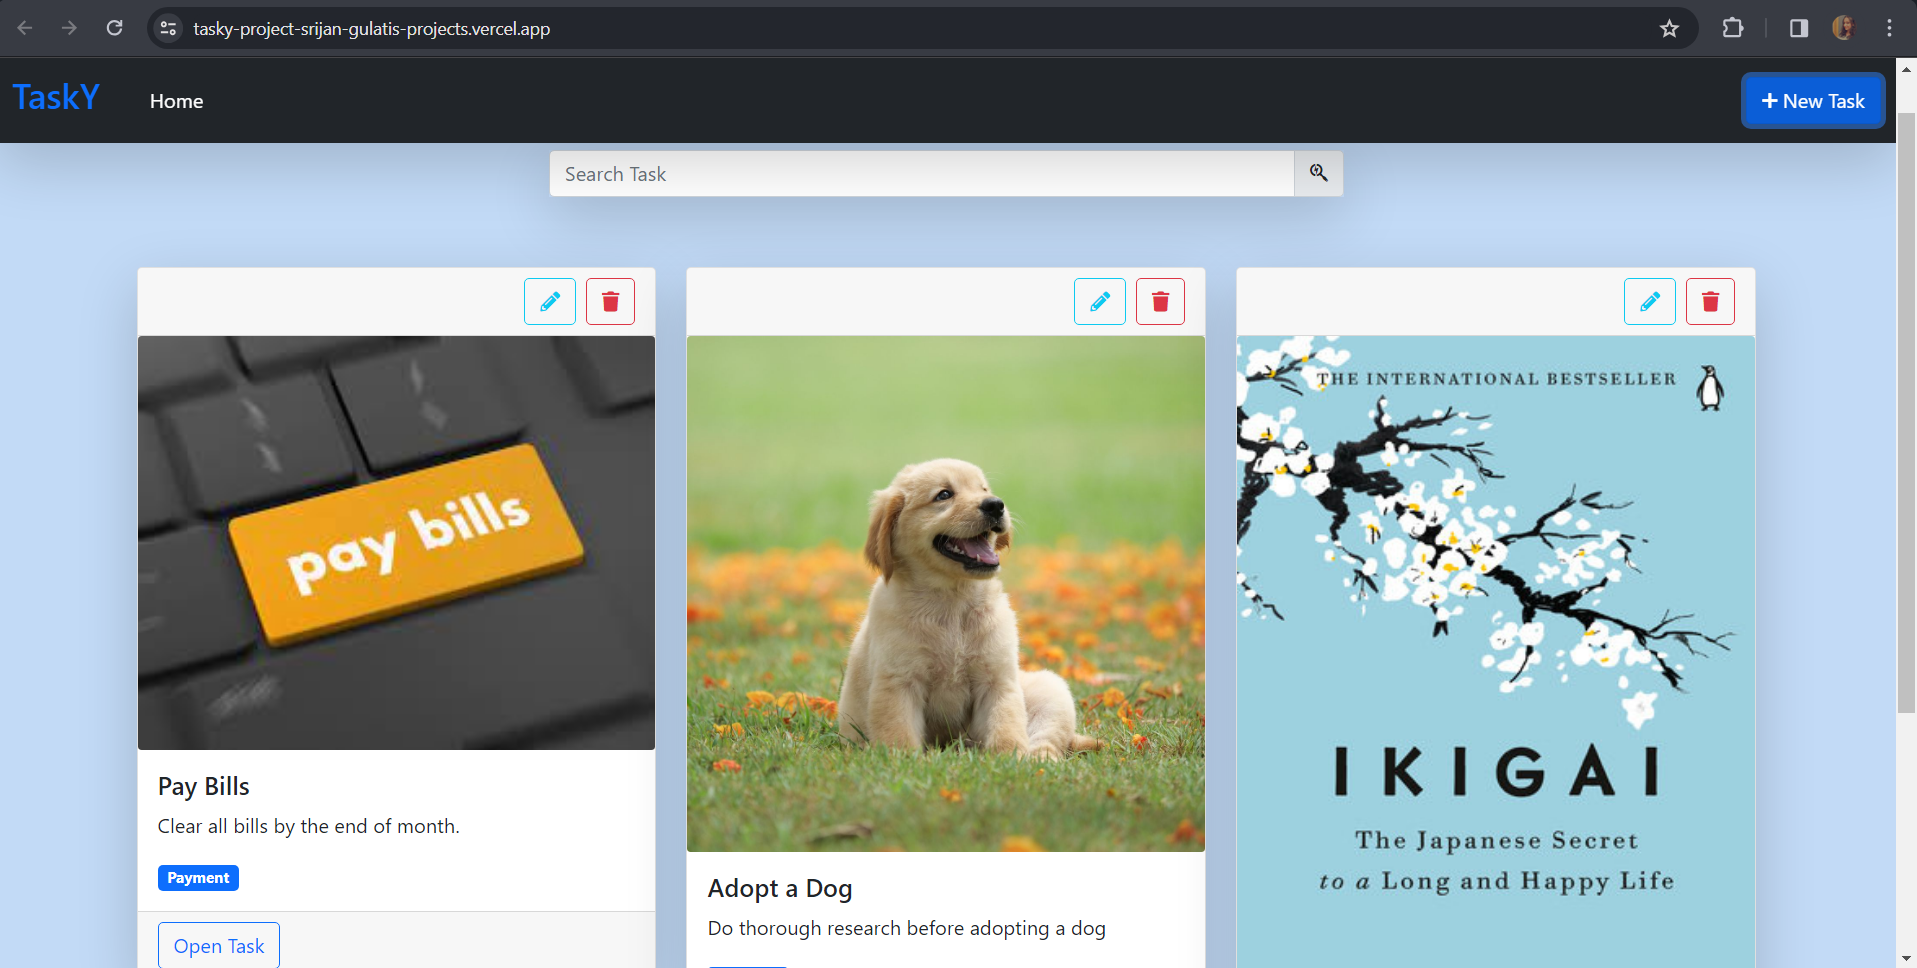 tasky-project-srijan-gulatis-projects.vercel.app
TaskY
Home
New Task
Search Task
pay bills
Pay Bills
Clear all bills by the end of month.
Payment
Open Task
Adopt a Dog
Do thorough research before adopting a dog
THE INTERNATIONAL BESTSELLER
IKIGAI
The Japanese Secret
to a Long and Happy Life